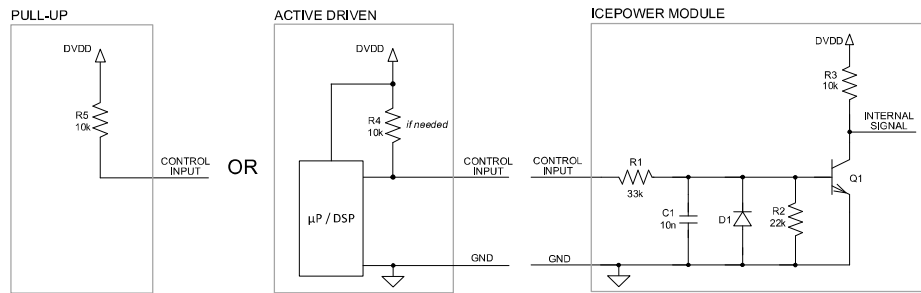 PULL-UP
DVDD
R5
10k
CONTROL
INPUT
OR
ACTIVE DRIVEN
DVDD
R4
10k
if needed
µP / DSP
CONTROL
INPUT
GND
ICEPOWER MODULE
CONTROL
INPUT
GND
R1
33k
C1
10n
D1
R2
22k
DVDD
R3
10k
INTERNAL
SIGNAL
Q1